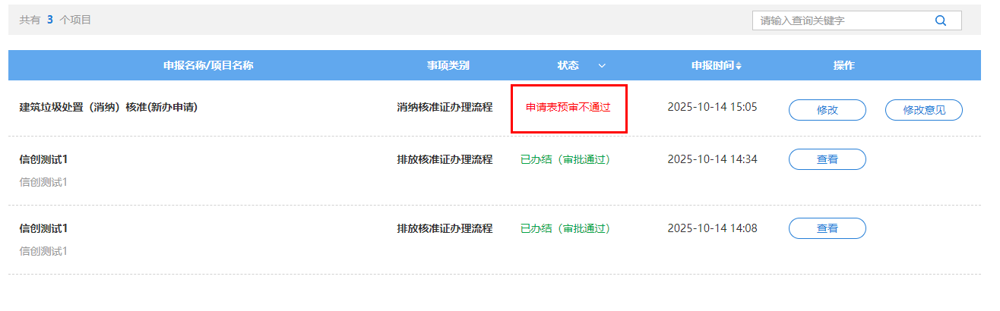 共有 3 个项目 请输入查询关键字
申报名称/项目名称 事项类别 状态 申报时间 操作
建筑垃圾处置（消纳）核准(新办申请) 消纳核准证办理流程 申请表预审不通过 2025-10-14 15:05 修改 修改意见
信创测试1 排放核准证办理流程 已办结（审批通过） 2025-10-14 14:34 查看
信创测试1
信创测试1 排放核准证办理流程 已办结（审批通过） 2025-10-14 14:08 查看
信创测试1